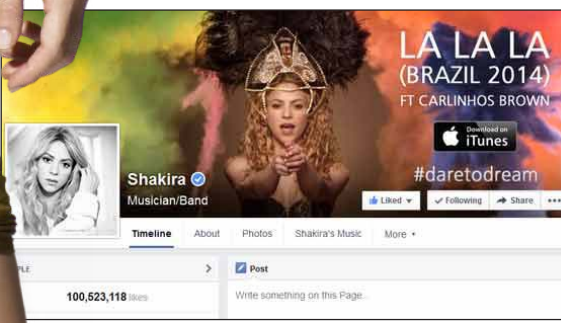 LA LA LA
(BRAZIL 2014)
FT CARLINHOS BROWN
Download on
iTunes
#daretodream
Shakira
Musician/Band
Liked
Following
Share
Timeline
About
Photos
Shakira's Music
More
Post
100,523,118 likes
Write something on this Page..